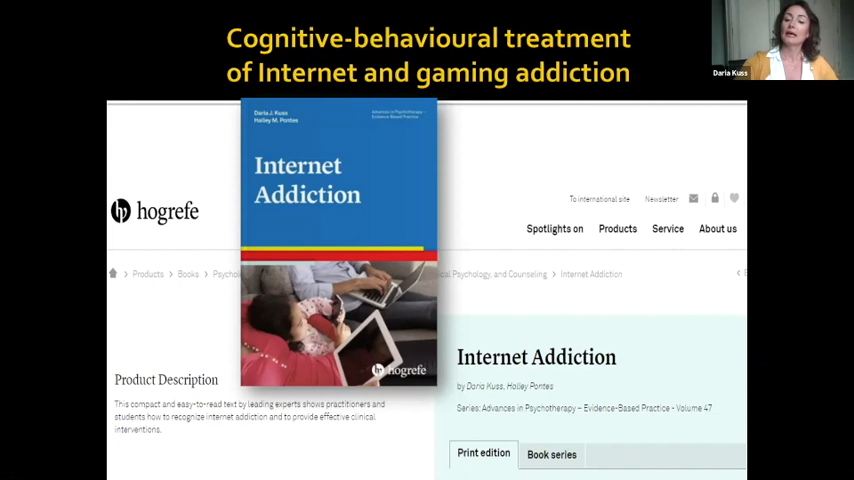 Cognitive-behavioural treatment
of Internet and gaming addiction
Daria Kuss
Daria J. Kuss
Halley M. Pontes
Advances in Psychotherapy –
Evidence-Based Practice
Internet
Addiction
hogrefe
hogrefe
To international site
Newsletter
Spotlights on
Products
Service
About us
Products > Books >
al Psychology, and Counseling > Internet Addiction
Product Description
This compact and easy-to-read text by leading experts shows practitioners and
students how to recognize internet addiction and to provide effective clinical
interventions.
Internet Addiction
by Daria Kuss, Halley Pontes
Series: Advances in Psychotherapy – Evidence-Based Practice - Volume 47
Print edition
Book series